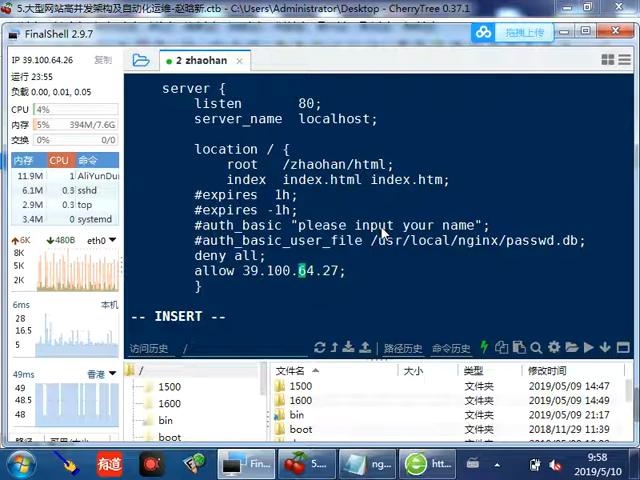 5.大型网站高并发架构及自动化运维-赵晗新.ctb - C:\Users\Administrator\Desktop - CherryTree 0.37.1
FinalShell 2.9.7
拖拽上传
IP 39.100.64.26 复制
2 zhaohan
运行 23:55
负载 0.00, 0.01, 0.05
CPU 4%
内存 5% 394M/7.6G
交换 0% 0/0
内存 CPU 命令
11.9M 1 AliYunDun
6.1M 0.3 sshd
2.9M 0.3 top
3.4M 0 systemd
6K 480B eth0
8K
5K
2K
6ms 本机
28
16.5
5
49ms 香港
49
48.5
48
server {
listen 80;
server_name localhost;
location / {
root /zhaohan/html;
index index.html index.htm;
#expires 1h;
#expires -1h;
#auth_basic "please input your name";
#auth_basic_user_file /usr/local/nginx/passwd.db;
deny all;
allow 39.100.64.27;
}
-- INSERT --
访问历史 / 路径历史 命令历史
/
1500
1600
bin
boot
文件名 大小 类型 修改时间
1500 文件夹 2019/05/09 14:47
1600 文件夹 2019/05/09 14:46
bin 文件夹 2019/05/09 21:17
boot 文件夹 2018/11/29 11:39
有道
Fin...
5....
ng...
htt...
9:58
2019/5/10